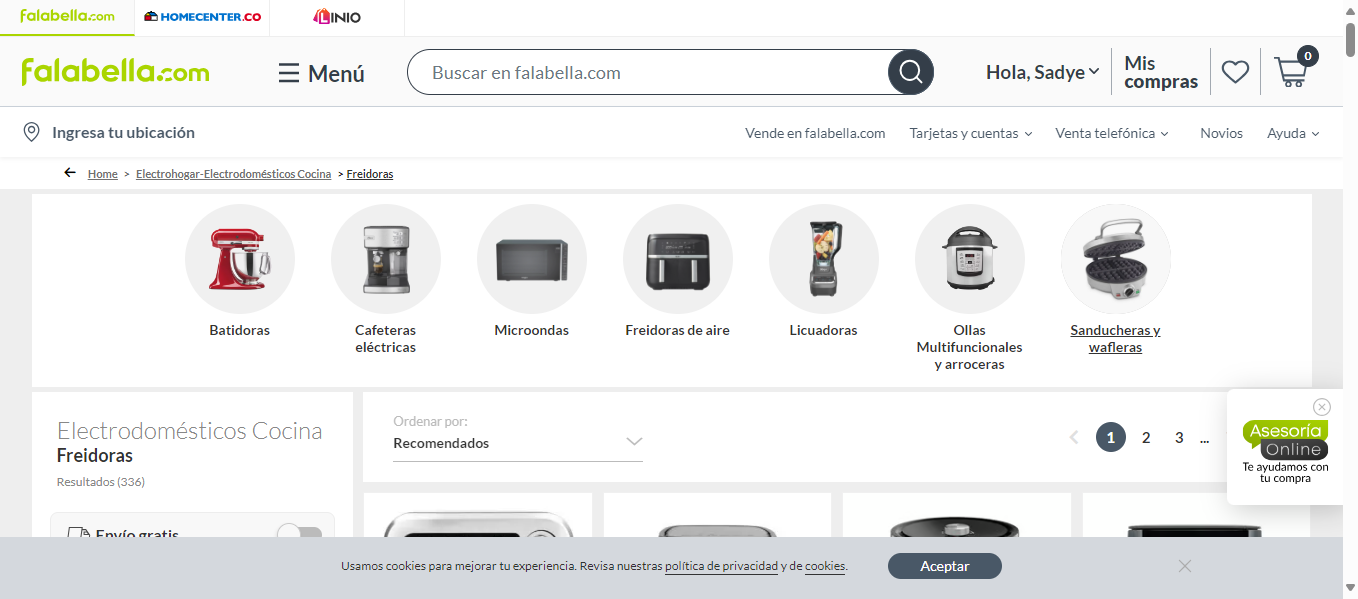 falabella.com
HOMECENTER.CO
LINIO
falabella.com
Menú
Buscar en falabella.com
Hola, Sadye
Mis
compras
0
Ingresa tu ubicación
Vende en falabella.com
Tarjetas y cuentas
Venta telefónica
Novios
Ayuda
Home > Electrohogar-Electrodomésticos Cocina > Freidoras
Batidoras
Cafeteras
eléctricas
Microondas
Freidoras de aire
Licuadoras
Ollas
Multifuncionales
y arroceras
Sanducheras y
wafleras
Electrodomésticos Cocina
Freidoras
Resultados (336)
Envío gratis
Ordenar por:
Recomendados
1 2 3 ...
Asesoría
Online
Te ayudamos con
tu compra
Usamos cookies para mejorar tu experiencia. Revisa nuestras política de privacidad y de cookies.
Aceptar